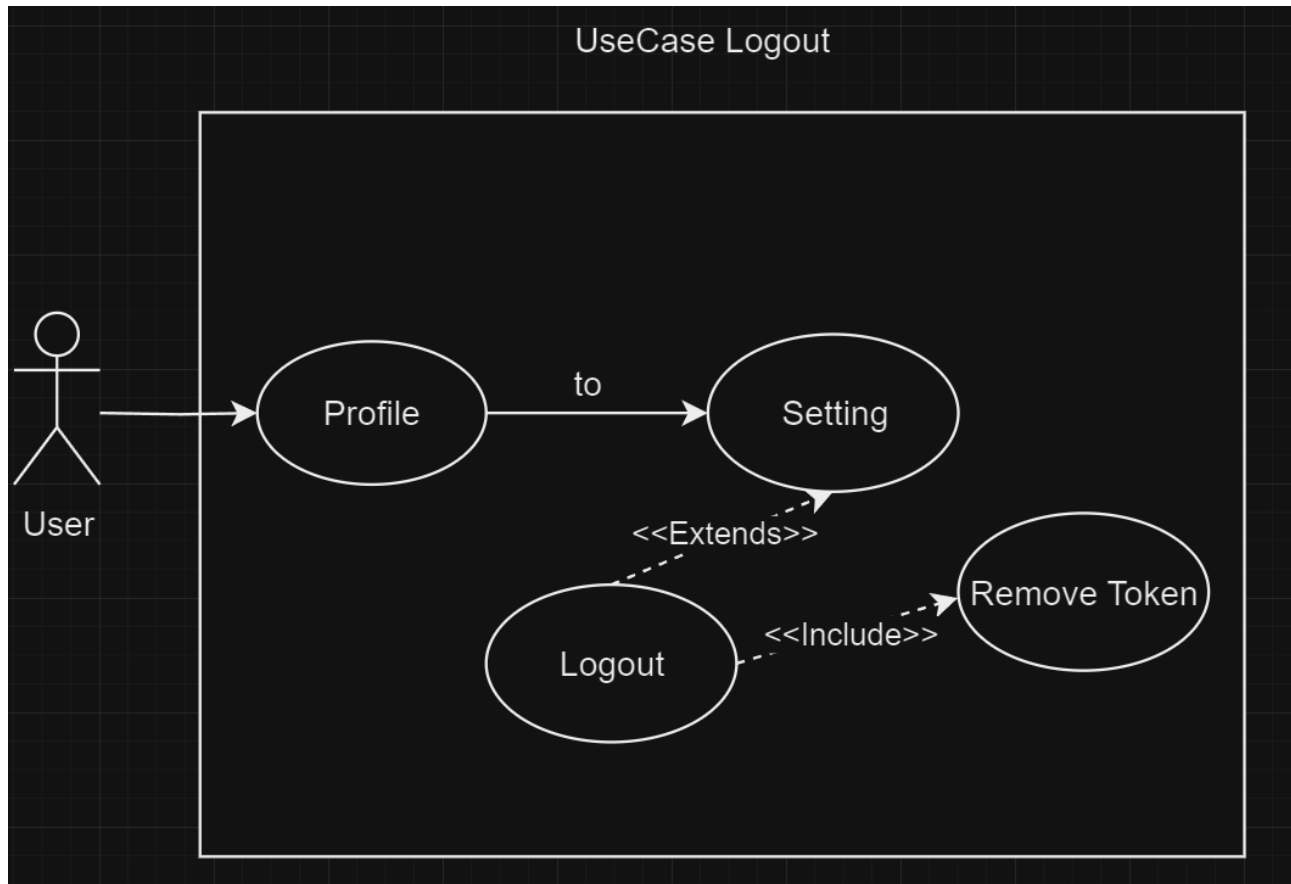 UseCase Logout
to
Profile
Setting
User
<<Extends>>
Remove Token
<<Include>>
Logout